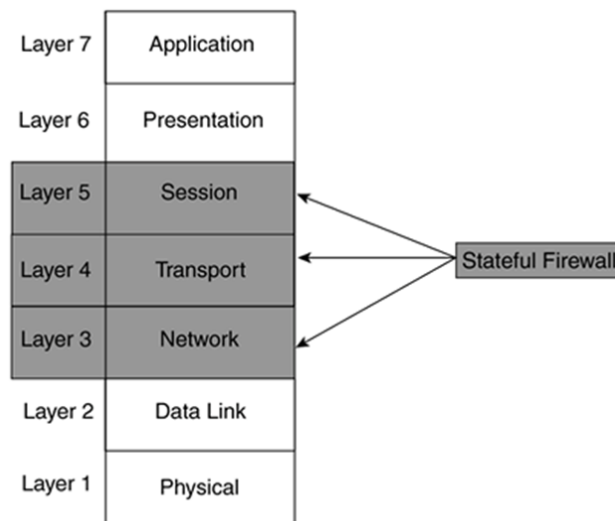 Layer 7 Application
Layer 6 Presentation
Layer 5 Session
Layer 4 Transport
Stateful Firewall
Layer 3 Network
Layer 2 Data Link
Layer 1 Physical